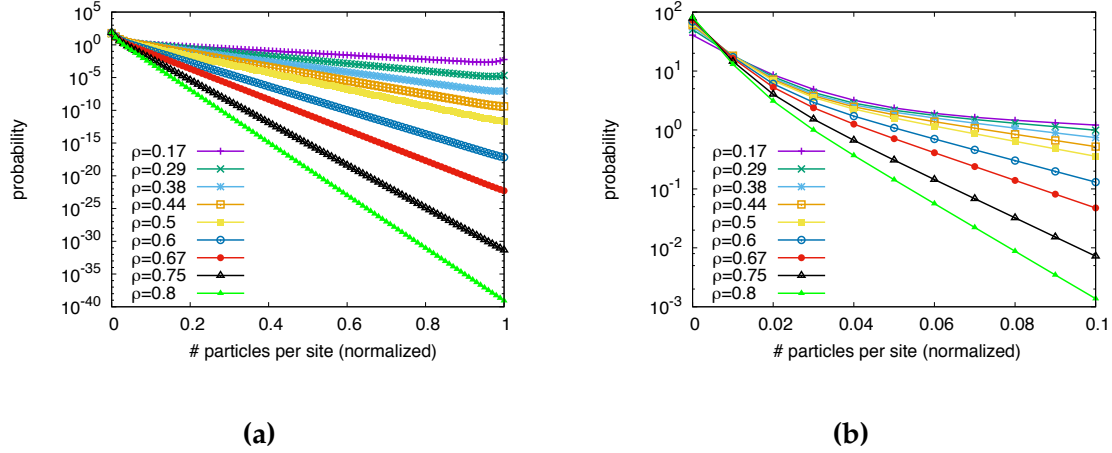 10^5
10^0
10^-5
10^-10
10^-15
10^-20
10^-25
10^-30
10^-35
10^-40
probability
ρ=0.17
ρ=0.29
ρ=0.38
ρ=0.44
ρ=0.5
ρ=0.6
ρ=0.67
ρ=0.75
ρ=0.8
0 0.2 0.4 0.6 0.8 1
# particles per site (normalized)
(a)
10^2
10^1
10^0
10^-1
10^-2
10^-3
probability
ρ=0.17
ρ=0.29
ρ=0.38
ρ=0.44
ρ=0.5
ρ=0.6
ρ=0.67
ρ=0.75
ρ=0.8
0 0.02 0.04 0.06 0.08 0.1
# particles per site (normalized)
(b)